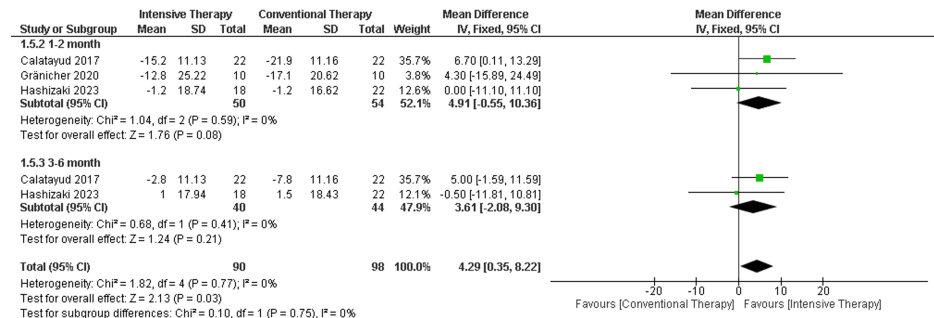 Intensive Therapy Conventional Therapy Mean Difference Mean Difference
Study or Subgroup Mean SD Total Mean SD Total Weight IV, Fixed, 95% CI IV, Fixed, 95% CI
1.5.2 1-2 month
Calatayud 2017 -15.2 11.13 22 -21.9 11.16 22 35.7% 6.70 [0.11, 13.29]
Gränicher 2020 -12.8 25.22 10 -17.1 20.62 10 4.3% 4.30 [-15.89, 24.49]
Hashizaki 2023 -1.2 18.74 18 -1.2 16.62 22 12.6% 0.00 [-11.10, 11.10]
Subtotal (95% CI) 50 54 52.1% 4.91 [-0.55, 10.36]
Heterogeneity: Chi² = 1.04, df = 2 (P = 0.59); I² = 0%
Test for overall effect: Z = 1.76 (P = 0.08)
1.5.3 3-6 month
Calatayud 2017 -2.8 11.13 22 -7.8 11.16 22 35.7% 5.00 [-1.59, 11.59]
Hashizaki 2023 1 17.94 18 1.5 18.43 22 12.1% -0.50 [-11.81, 10.81]
Subtotal (95% CI) 40 44 47.9% 3.61 [-2.08, 9.30]
Heterogeneity: Chi² = 0.68, df = 1 (P = 0.41); I² = 0%
Test for overall effect: Z = 1.24 (P = 0.21)
Total (95% CI) 90 98 100.0% 4.29 [0.35, 8.22]
Heterogeneity: Chi² = 1.82, df = 4 (P = 0.77); I² = 0%
Test for overall effect: Z = 2.13 (P = 0.03)
Test for subgroup differences: Chi² = 0.10, df = 1 (P = 0.75), I² = 0%
-20 -10 0 10 20
Favours [Conventional Therapy] Favours [Intensive Therapy]